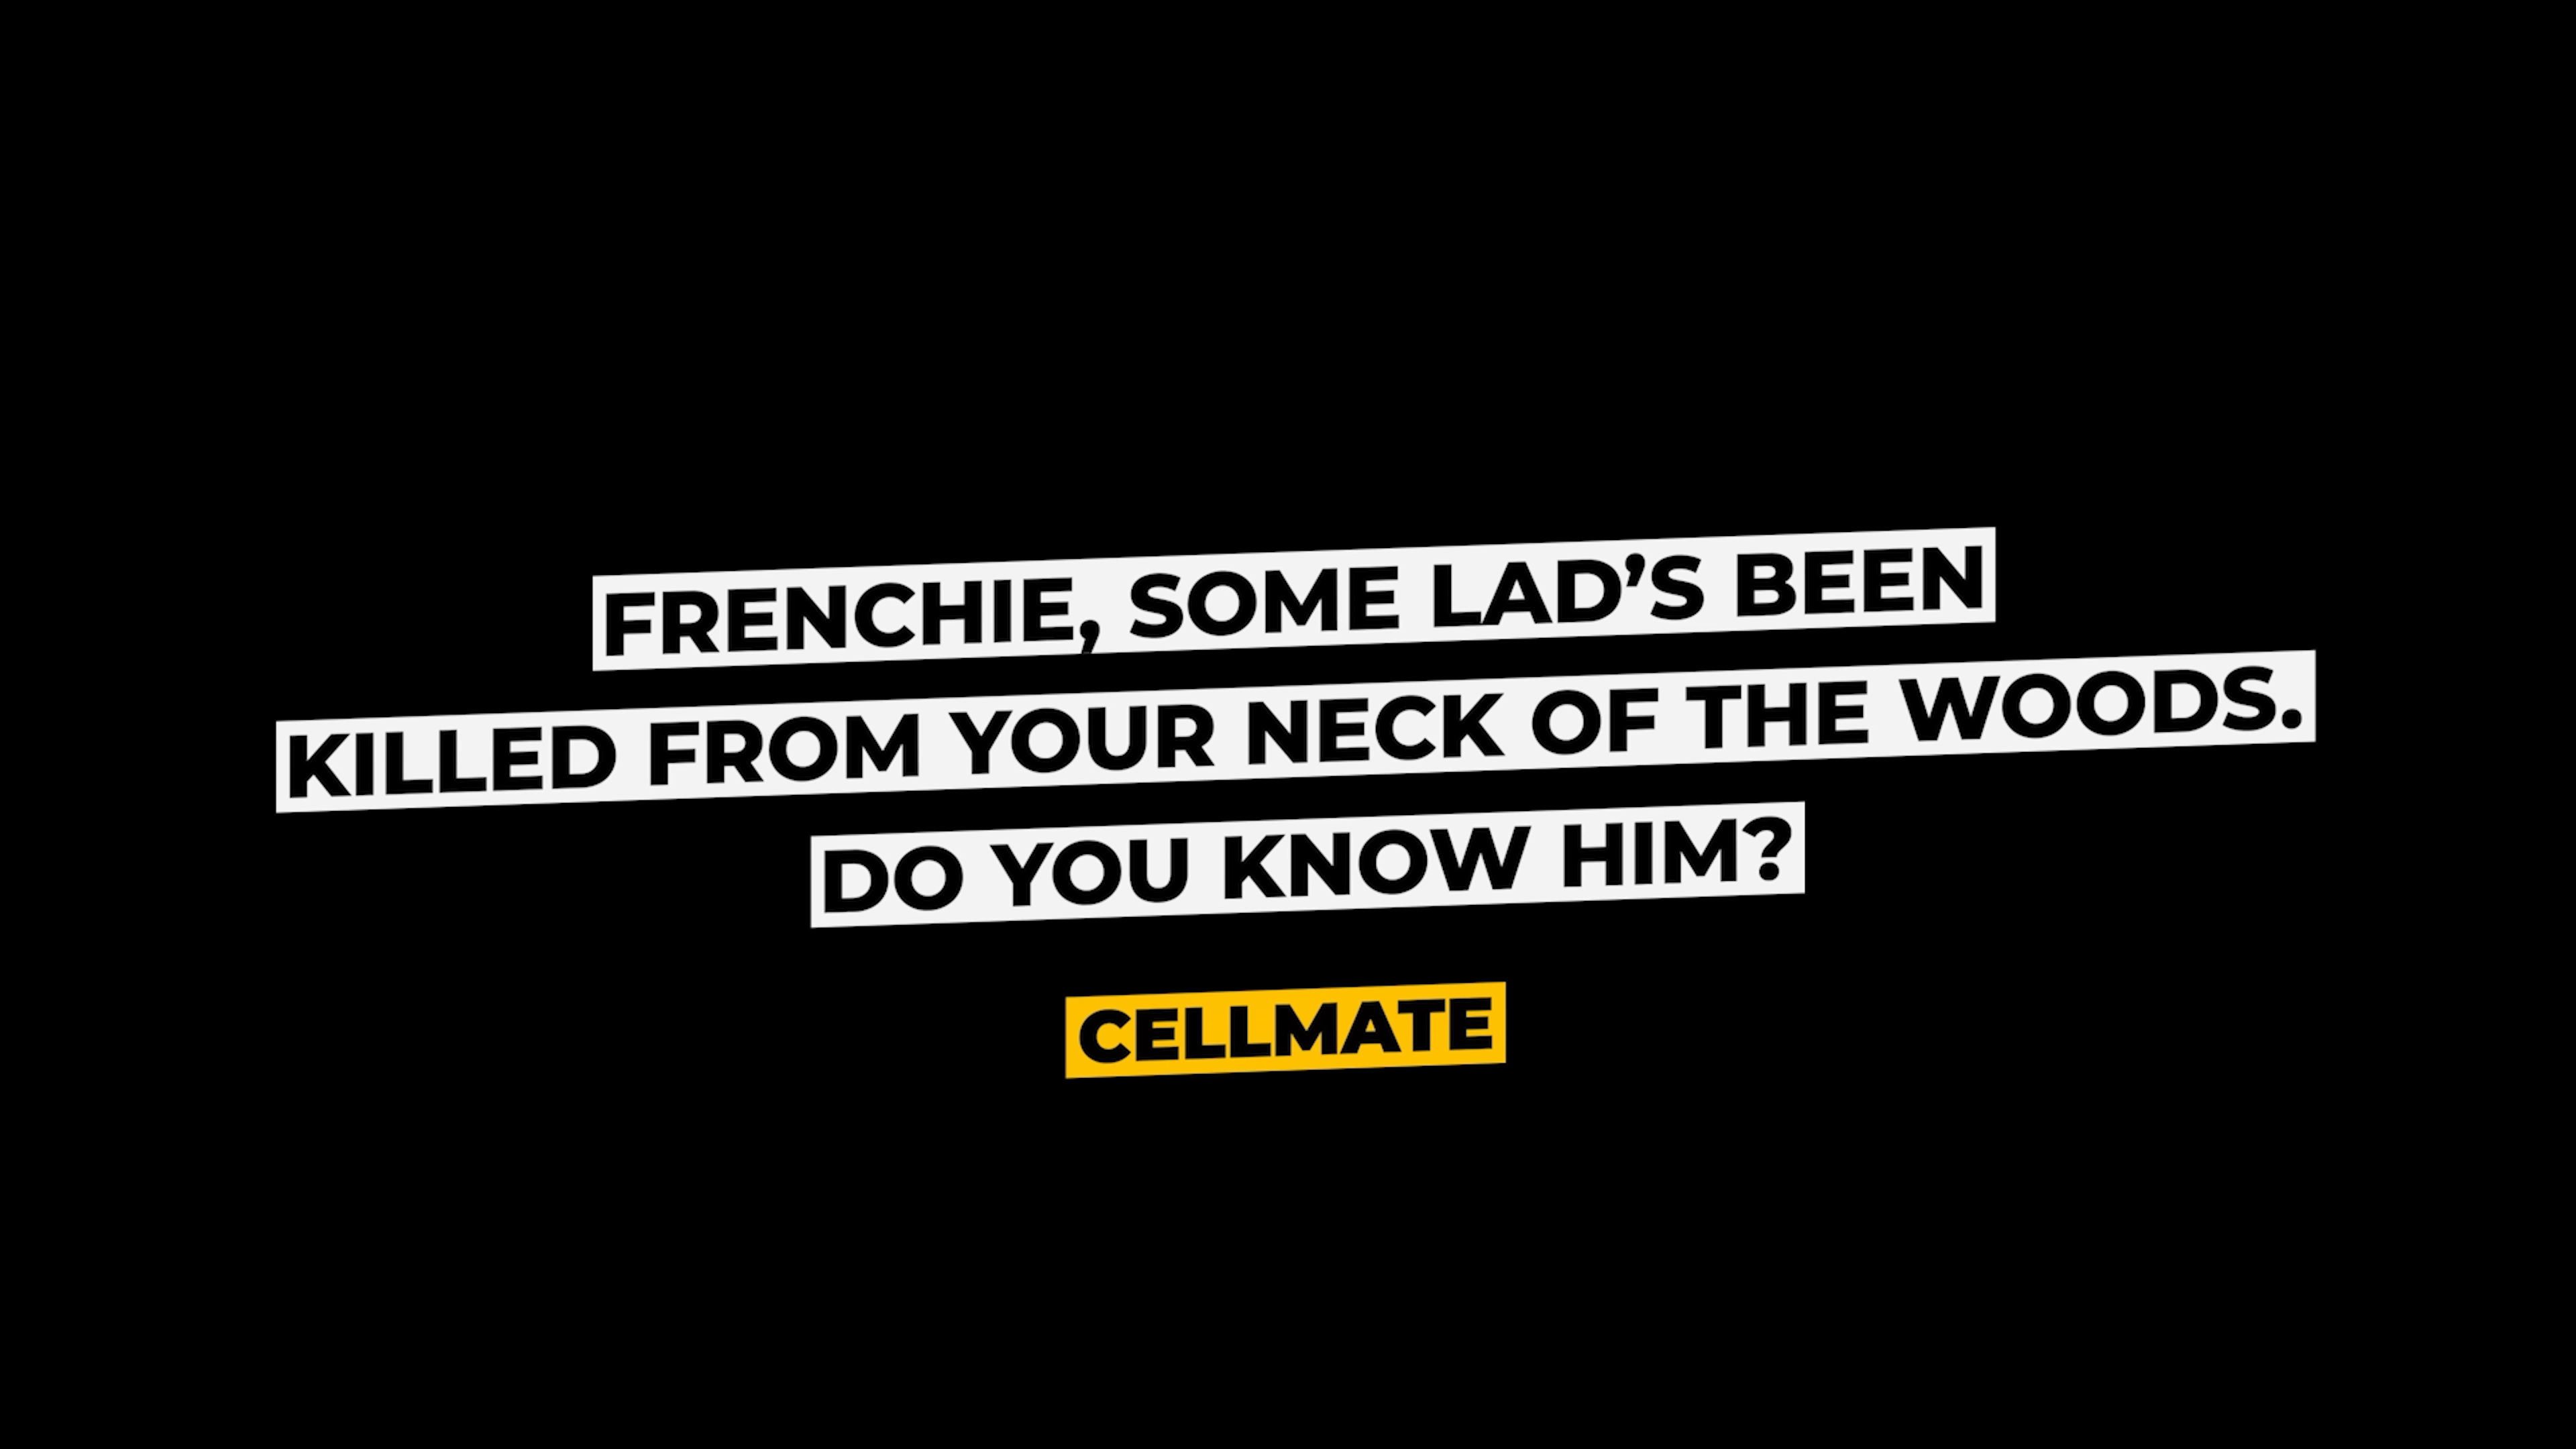 FRENCHIE, SOME LAD’S BEEN
KILLED FROM YOUR NECK OF THE WOODS.
DO YOU KNOW HIM?
CELLMATE